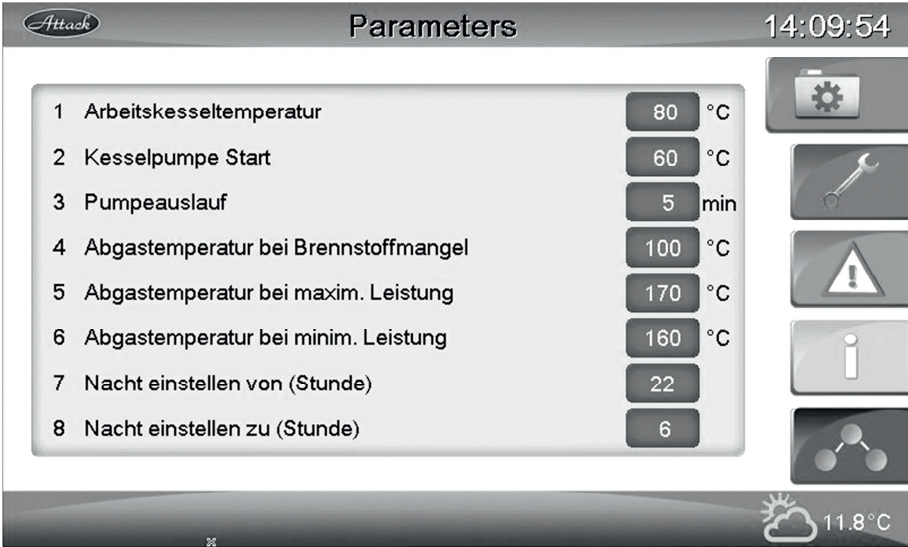 Attack Parameters 14:09:54
1 Arbeitskesseltemperatur 80 °C
2 Kesselpumpe Start 60 °C
3 Pumpeauslauf 5 min
4 Abgastemperatur bei Brennstoffmangel 100 °C
5 Abgastemperatur bei maxim. Leistung 170 °C
6 Abgastemperatur bei minim. Leistung 160 °C
7 Nacht einstellen von (Stunde) 22
8 Nacht einstellen zu (Stunde) 6
11.8°C